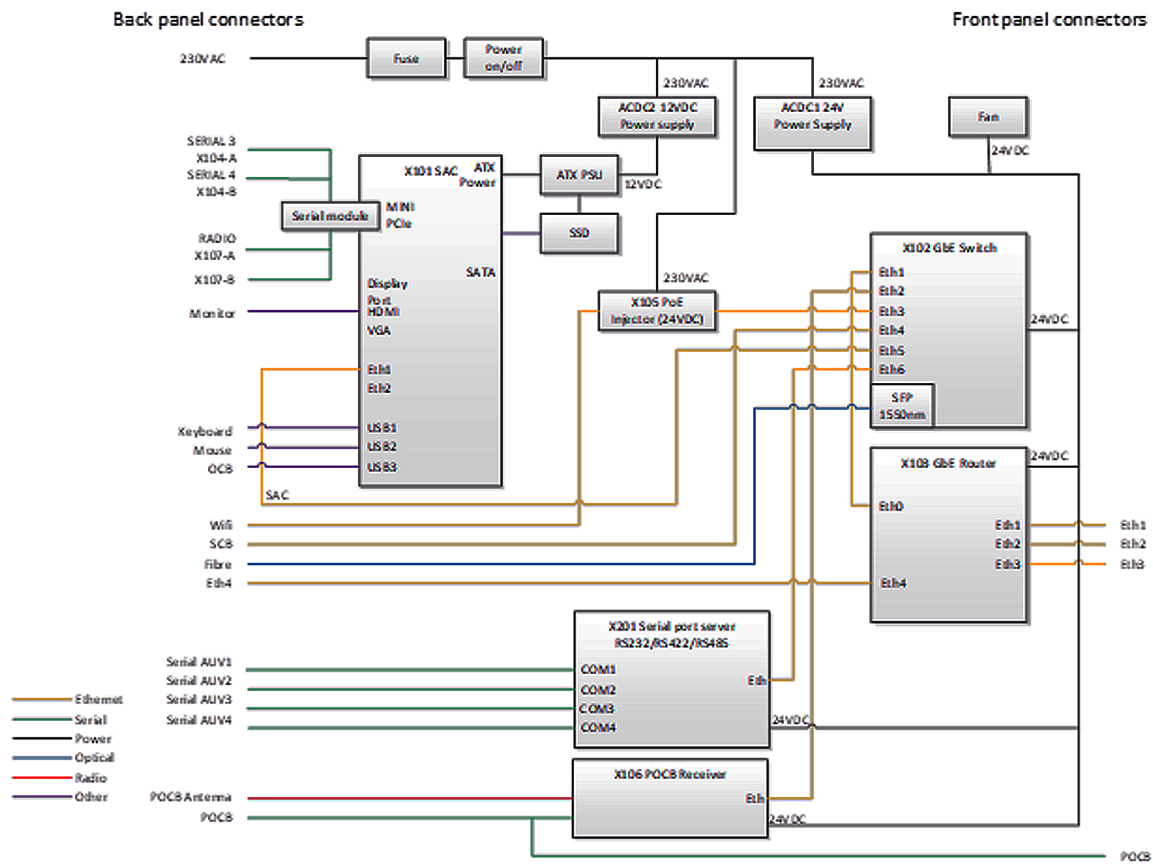 Back panel connectors
Front panel connectors
230VAC
Fuse
Power
on/off
230VAC
230VAC
ACDC2 12VDC
Power supply
ACDC1 24V
Power Supply
Fan
24VDC
SERIAL 3
X104-A
SERIAL 4
X104-B
X101 SAC
ATX
Power
ATX PSU
12VDC
Serial module
MINI
PCIe
SSD
RADIO
X107-A
X107-B
SATA
X102 GbE Switch
Eth1
Eth2
Eth3
Eth4
Eth5
Eth6
24VDC
230VAC
X105 PoE
Injector (24VDC)
Display
Port
HDMI
VGA
Monitor
Eth1
Eth2
SFP
1550nm
Keyboard
Mouse
OCB
USB1
USB2
USB3
SAC
X103 GbE Router
24VDC
Eth0
Eth1
Eth2
Eth3
Eth4
Eth1
Eth2
Eth3
Wifi
SCB
Fibre
Eth4
X201 Serial port server
RS232/RS422/RS485
Serial AUV1
Serial AUV2
Serial AUV3
Serial AUV4
COM1
COM2
COM3
COM4
Eth
24VDC
Ethernet
Serial
Power
Optical
Radio
Other
X106 POCB Receiver
POCB Antenna
POCB
Eth
24VDC
POCB